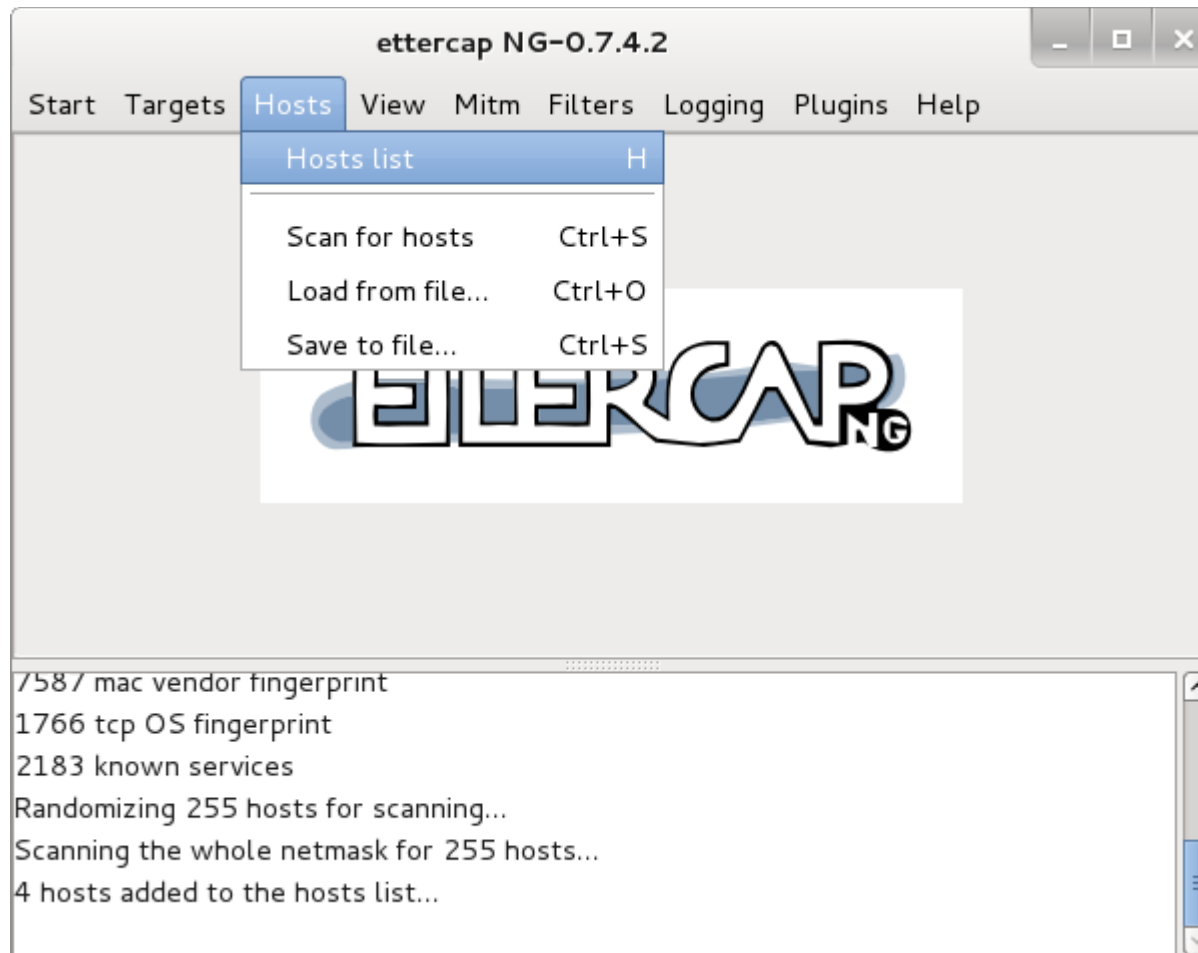 ettercap NG-0.7.4.2
Start Targets Hosts View Mitm Filters Logging Plugins Help
Hosts list H
Scan for hosts Ctrl+S
Load from file... Ctrl+O
Save to file... Ctrl+S
ETTERCAP
NG
7587 mac vendor fingerprint
1766 tcp OS fingerprint
2183 known services
Randomizing 255 hosts for scanning...
Scanning the whole netmask for 255 hosts...
4 hosts added to the hosts list...